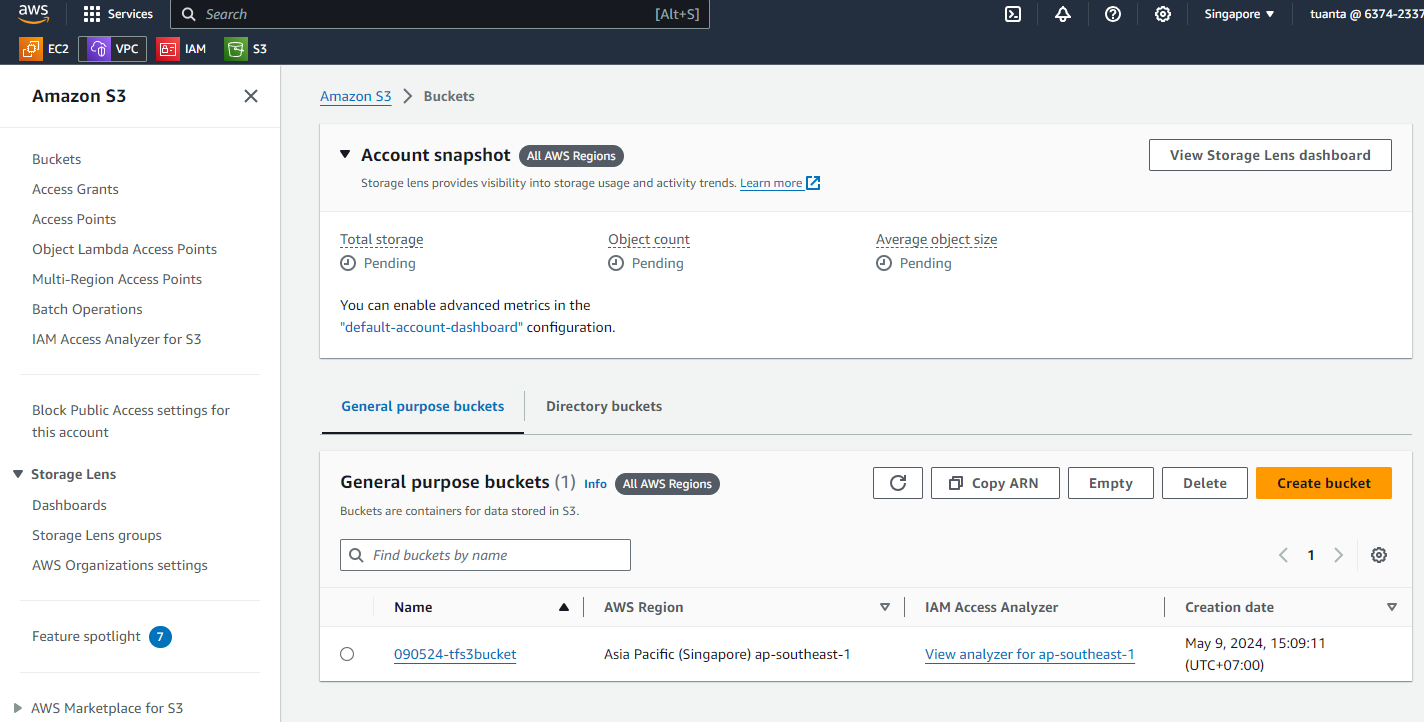 aws
Services
Search
[Alt+S]
Singapore
tuanta @ 6374-2337
EC2
VPC
IAM
S3
Amazon S3
Buckets
Access Grants
Access Points
Object Lambda Access Points
Multi-Region Access Points
Batch Operations
IAM Access Analyzer for S3
Block Public Access settings for
this account
Storage Lens
Dashboards
Storage Lens groups
AWS Organizations settings
Feature spotlight 7
AWS Marketplace for S3
Amazon S3 > Buckets
Account snapshot All AWS Regions
View Storage Lens dashboard
Storage lens provides visibility into storage usage and activity trends. Learn more
Total storage
Pending
Object count
Pending
Average object size
Pending
You can enable advanced metrics in the
"default-account-dashboard" configuration.
General purpose buckets
Directory buckets
General purpose buckets (1) Info All AWS Regions
Copy ARN
Empty
Delete
Create bucket
Buckets are containers for data stored in S3.
Find buckets by name
1
Name
AWS Region
IAM Access Analyzer
Creation date
090524-tfs3bucket
Asia Pacific (Singapore) ap-southeast-1
View analyzer for ap-southeast-1
May 9, 2024, 15:09:11
(UTC+07:00)